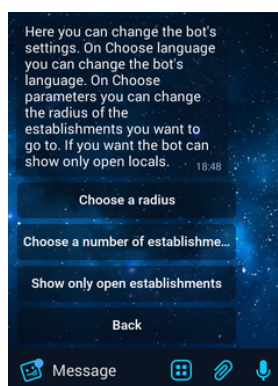 Here you can change the bot's
settings. On Choose language
you can change the bot's
language. On Choose
parameters you can change
the radius of the
establishments you want to
go to. If you want the bot can
show only open locals.
18:48
Choose a radius
Choose a number of establishme...
Show only open establishments
Back
Message